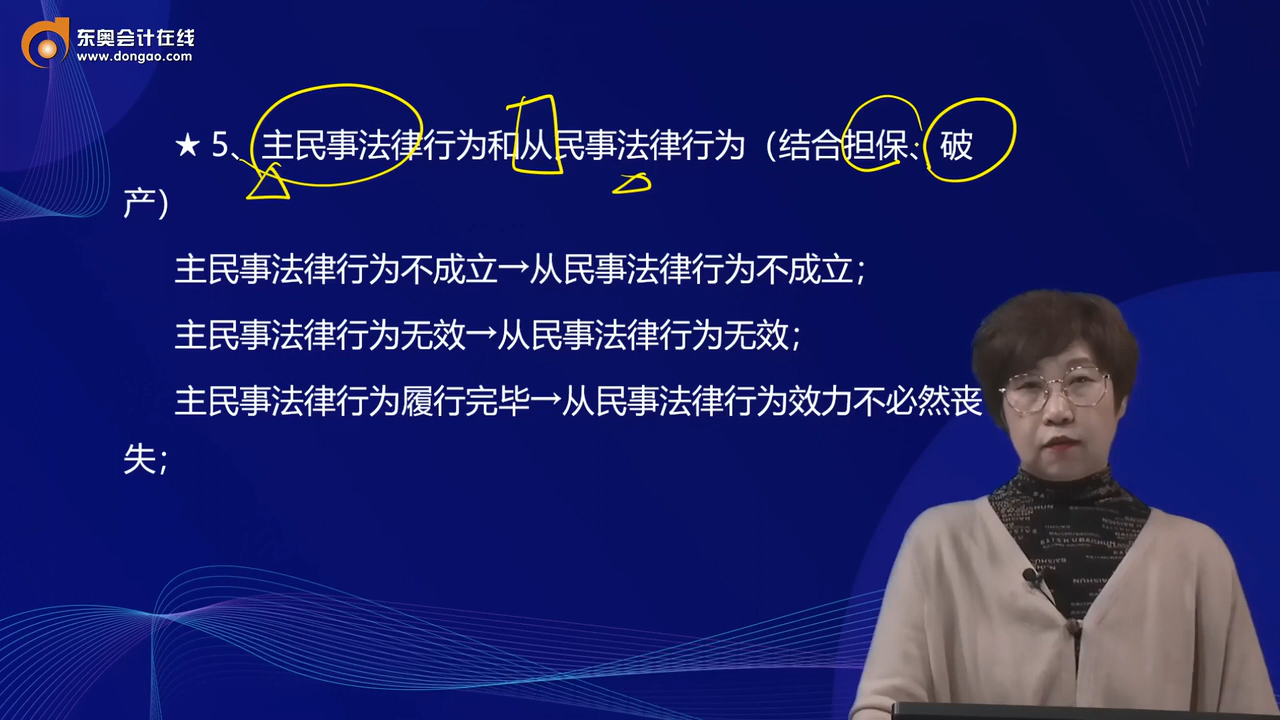 东奥会计在线
www.dongao.com
★ 5、主民事法律行为和从民事法律行为（结合担保、破
产）
主民事法律行为不成立→从民事法律行为不成立；
主民事法律行为无效→从民事法律行为无效；
主民事法律行为履行完毕→从民事法律行为效力不必然丧
失；